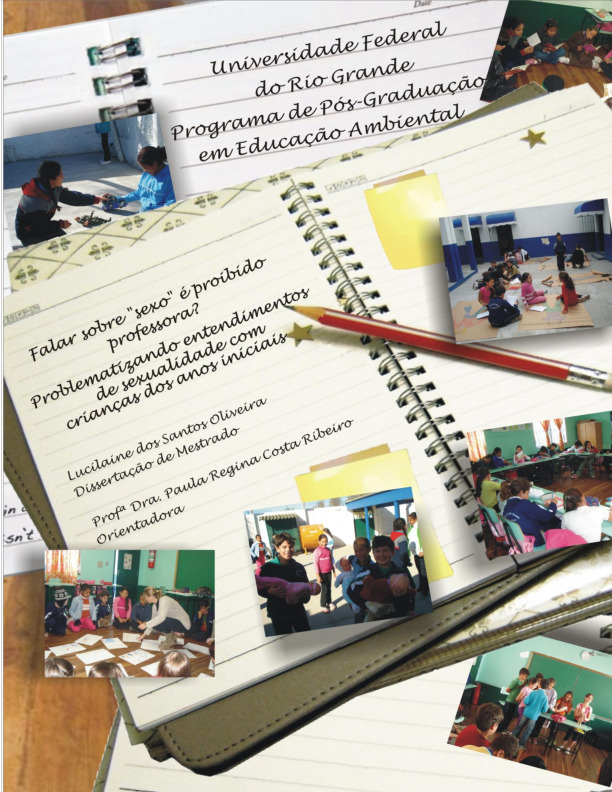 Date
Universidade Federal
do Rio Grande
Programa de Pós-Graduação
em Educação Ambiental
Falar sobre "sexo" é proibido
professora?
Problematizando entendimentos
de sexualidade com
crianças dos anos iniciais
Lucilaine dos Santos Oliveira
Dissertação de Mestrado
Profª Dra. Paula Regina Costa Ribeiro
Orientadora